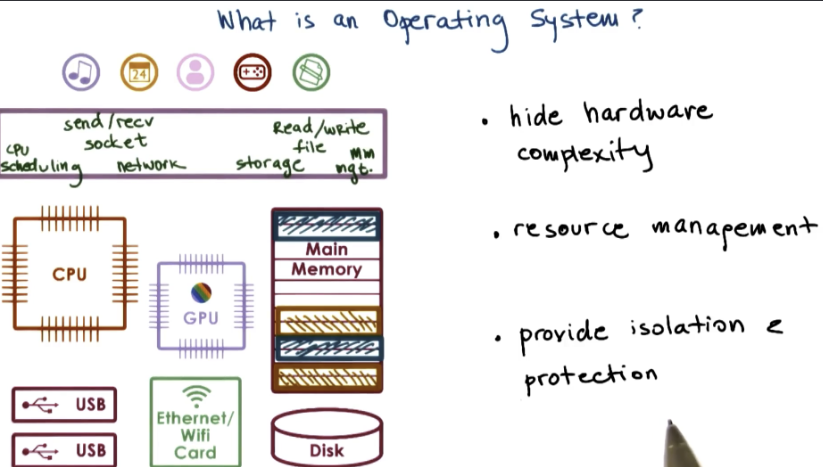 What is an Operating System?
24
send/recv
socket
Read/write
file
CPU
scheduling
network
storage
mm
mgt.
CPU
GPU
Main
Memory
USB
USB
Ethernet/
Wifi
Card
Disk
• hide hardware
complexity
• resource management
• provide isolation &
protection